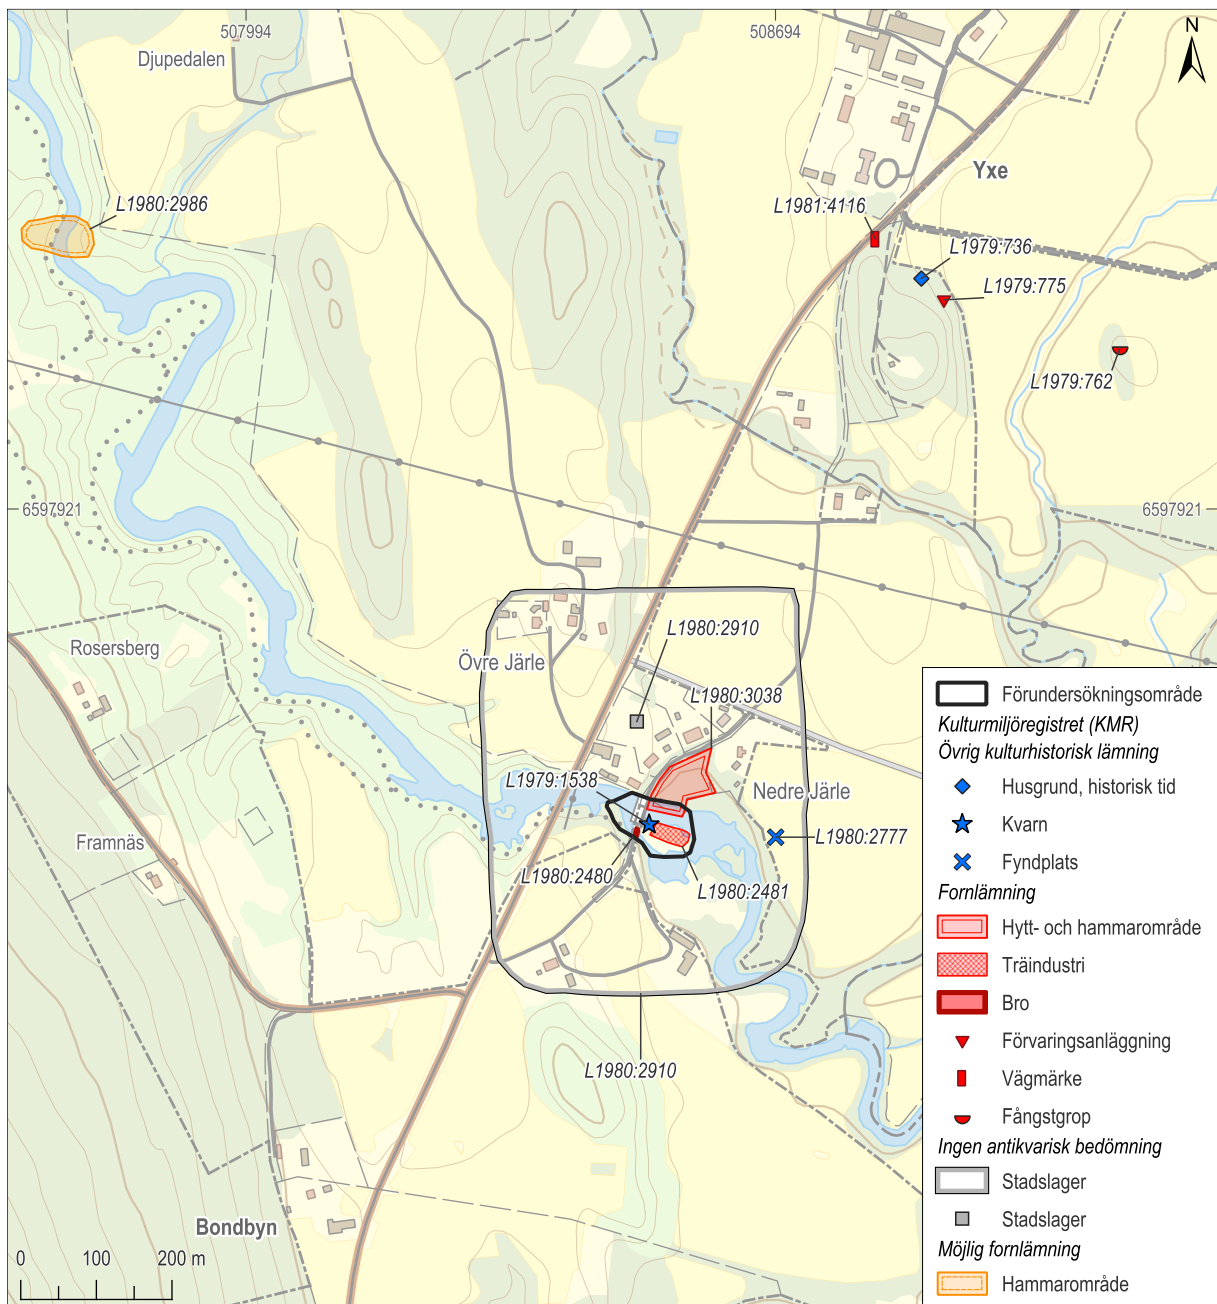 507994
508694
N
Djupedalen
Yxe
L1980:2986
L1981:4116
L1979:736
L1979:775
L1979:762
6597921
6597921
Rosersberg
Övre Järle
L1980:2910
L1980:3038
L1979:1538
Nedre Järle
Framnäs
L1980:2777
L1980:2480
L1980:2481
L1980:2910
Bondbyn
0 100 200 m
Förundersökningsområde
Kulturmiljöregistret (KMR)
Övrig kulturhistorisk lämning
Husgrund, historisk tid
Kvarn
Fyndplats
Fornlämning
Hytt- och hammarområde
Träindustri
Bro
Förvaringsanläggning
Vägmärke
Fångstgrop
Ingen antikvarisk bedömning
Stadslager
Stadslager
Möjlig fornlämning
Hammarområde